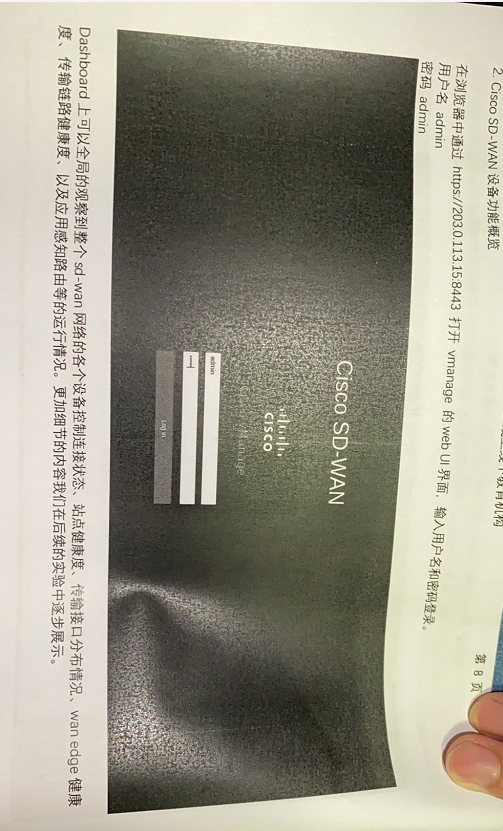 教育机构
第 8 页
2. Cisco SD-WAN 设备功能概览
在浏览器中通过 https://203.0.113.15:8443 打开 vmanage 的 web UI 界面，输入用户名和密码登录。
用户名 admin
密码 admin
Cisco SD-WAN
CISCO
admin
Log In
Dashboard 上可以全局的观察到整个 sd-wan 网络的各个设备控制连接状态、站点健康度、传输接口分布情况、wan edge 健康
度、传输链路健康度、以及应用感知路由等的运行情况。更加细节的内容我们在后续的实验中逐步展示。